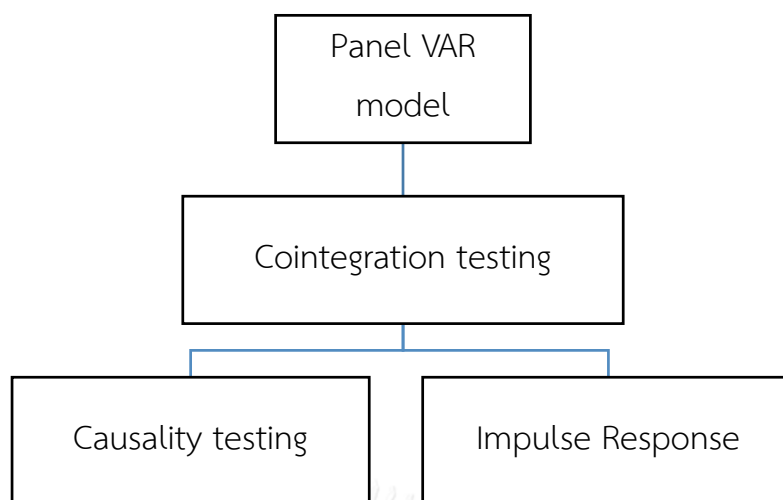 Panel VAR
model
Cointegration testing
Causality testing
Impulse Response